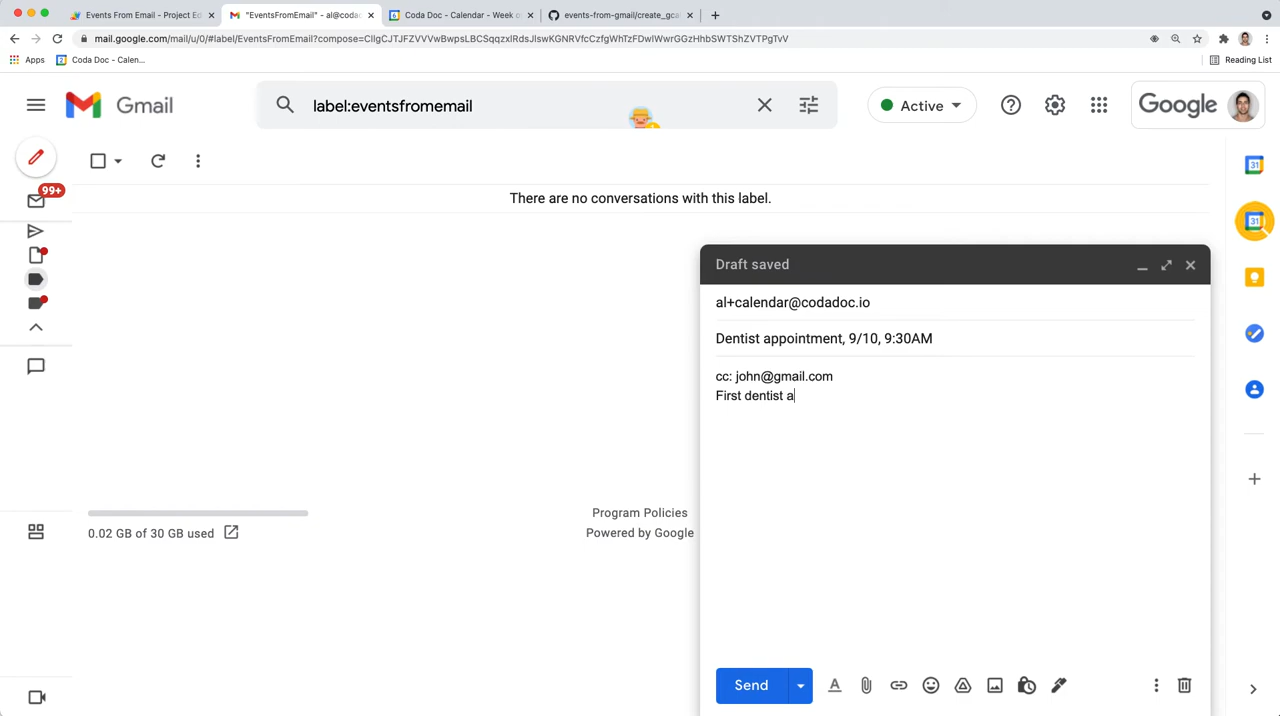 Events From Email - Project Ed
"EventsFromEmail" - al@codac
Coda Doc - Calendar - Week o
events-from-gmail/create_gca
mail.google.com/mail/u/0/#label/EventsFromEmail?compose=CllgCJTJFZVVVwBwpsLBCSqqzxlRdsJlswKGNRVfcCzfgWhTzFDwlWwrGGzHhbSWTShZVTPgTvV
Apps
Coda Doc - Calen...
Reading List
Gmail
label:eventsfromemail
Active
Google
99+
There are no conversations with this label.
Draft saved
al+calendar@codadoc.io
Dentist appointment, 9/10, 9:30AM
cc: john@gmail.com
First dentist a
0.02 GB of 30 GB used
Program Policies
Powered by Google
Send